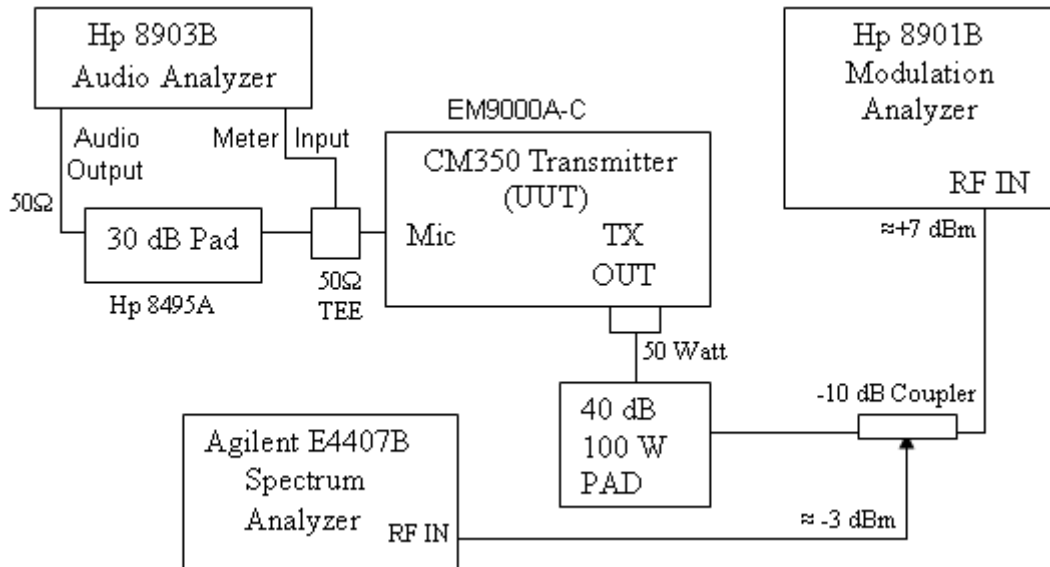 Hp 8903B
Audio Analyzer
Audio
Output
Meter Input
50Ω
30 dB Pad
Hp 8495A
50Ω
TEE
EM9000A-C
CM350 Transmitter
(UUT)
Mic
TX
OUT
50 Watt
40 dB
100 W
PAD
Hp 8901B
Modulation
Analyzer
RF IN
≈+7 dBm
-10 dB Coupler
≈ -3 dBm
Agilent E4407B
Spectrum
Analyzer
RF IN